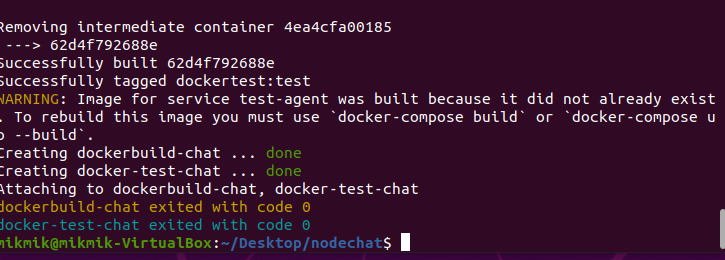 Removing intermediate container 4ea4cfa00185
 ---> 62d4f792688e
Successfully built 62d4f792688e
Successfully tagged dockertest:test
WARNING: Image for service test-agent was built because it did not already exist
. To rebuild this image you must use `docker-compose build` or `docker-compose u
p --build`.
Creating dockerbuild-chat ... done
Creating docker-test-chat ... done
Attaching to dockerbuild-chat, docker-test-chat
dockerbuild-chat exited with code 0
docker-test-chat exited with code 0
mikmik@mikmik-VirtualBox:~/Desktop/nodechat$